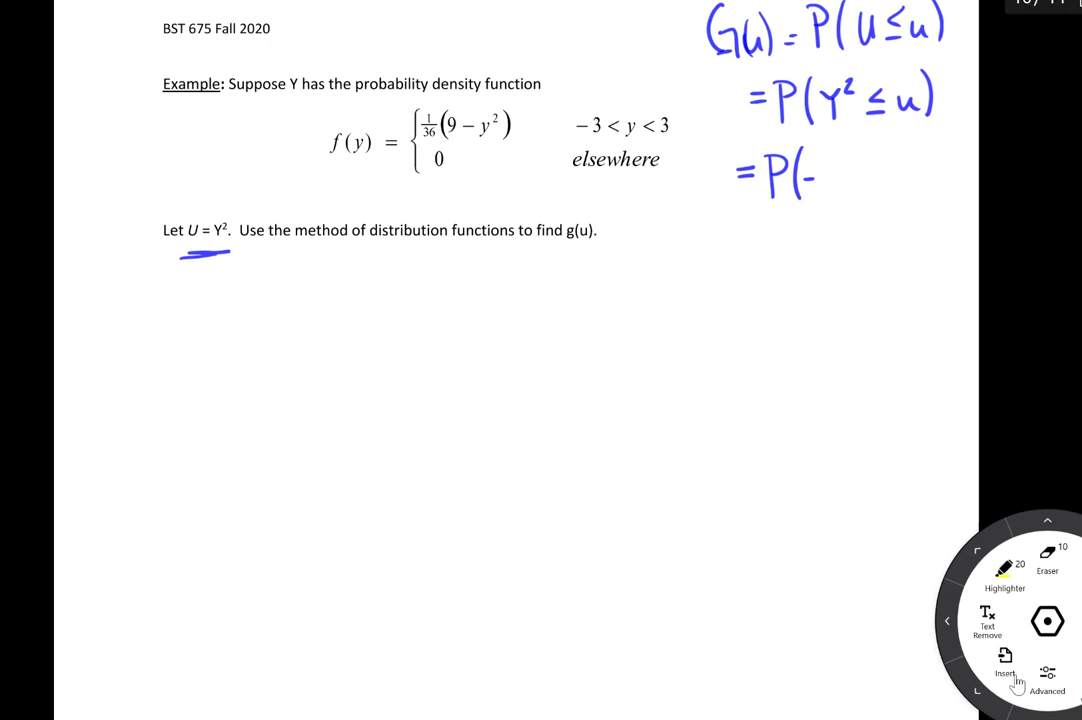 BST 675 Fall 2020
G(u) = P(U ≤ u)
Example: Suppose Y has the probability density function
= P(Y² ≤ u)
f(y) = { 1/36 (9 − y²) − 3 < y < 3
0 elsewhere
= P(-
Let U = Y². Use the method of distribution functions to find g(u).
10
Eraser
20
Highlighter
Tx
Text
Remove
Insert
Advanced